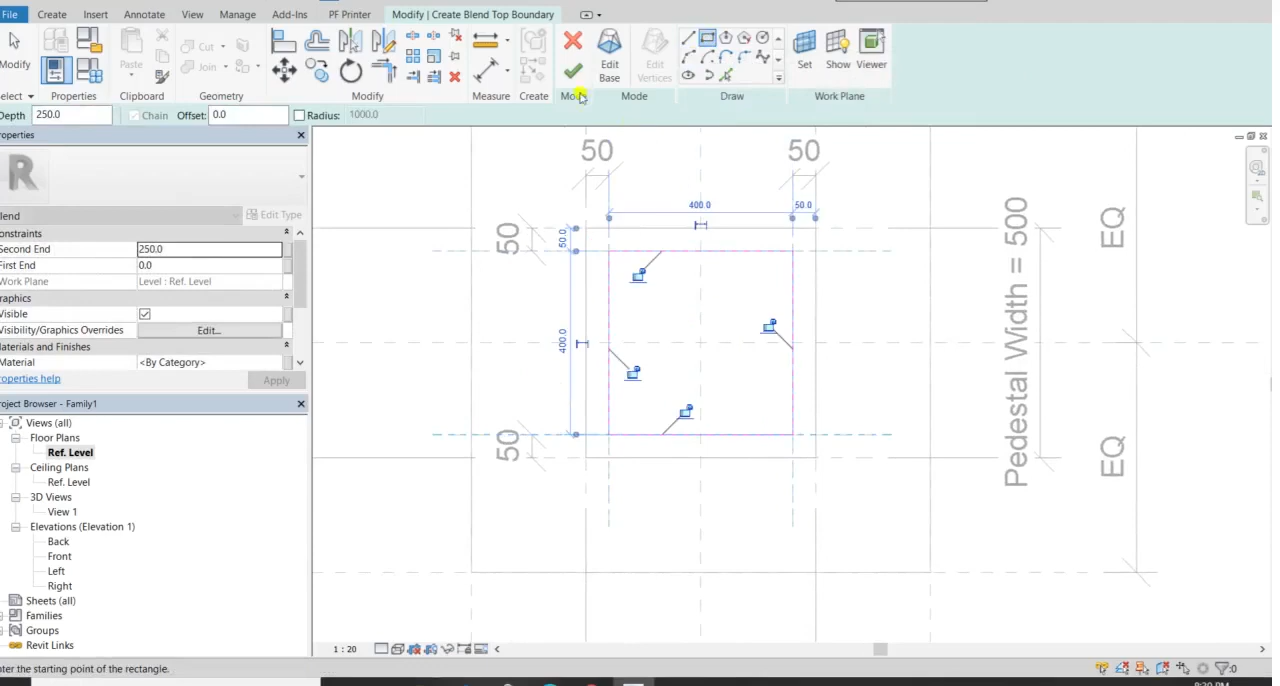 File Create Insert Annotate View Manage Add-Ins PF Printer Modify | Create Blend Top Boundary
Modify Paste Cut Join Edit Base Edit Vertices Set Show Viewer
elect Properties Clipboard Geometry Modify Measure Create Mode Draw Work Plane
Depth 250.0 Chain Offset: 0.0 Radius: 1000.0
roperties
lend Edit Type
onstraints
Second End 250.0
First End 0.0
Work Plane Level : Ref. Level
raphics
Visible
Visibility/Graphics Overrides Edit...
Materials and Finishes
Material <By Category>
roperties help Apply
roject Browser - Family1
Views (all)
Floor Plans
Ref. Level
Ceiling Plans
Ref. Level
3D Views
View 1
Elevations (Elevation 1)
Back
Front
Left
Right
Sheets (all)
Families
Groups
Revit Links
50 50
400.0 50.0
50 50.0
400.0
50
Pedestal Width = 500
EQ
EQ
1 : 20
nter the starting point of the rectangle. :0